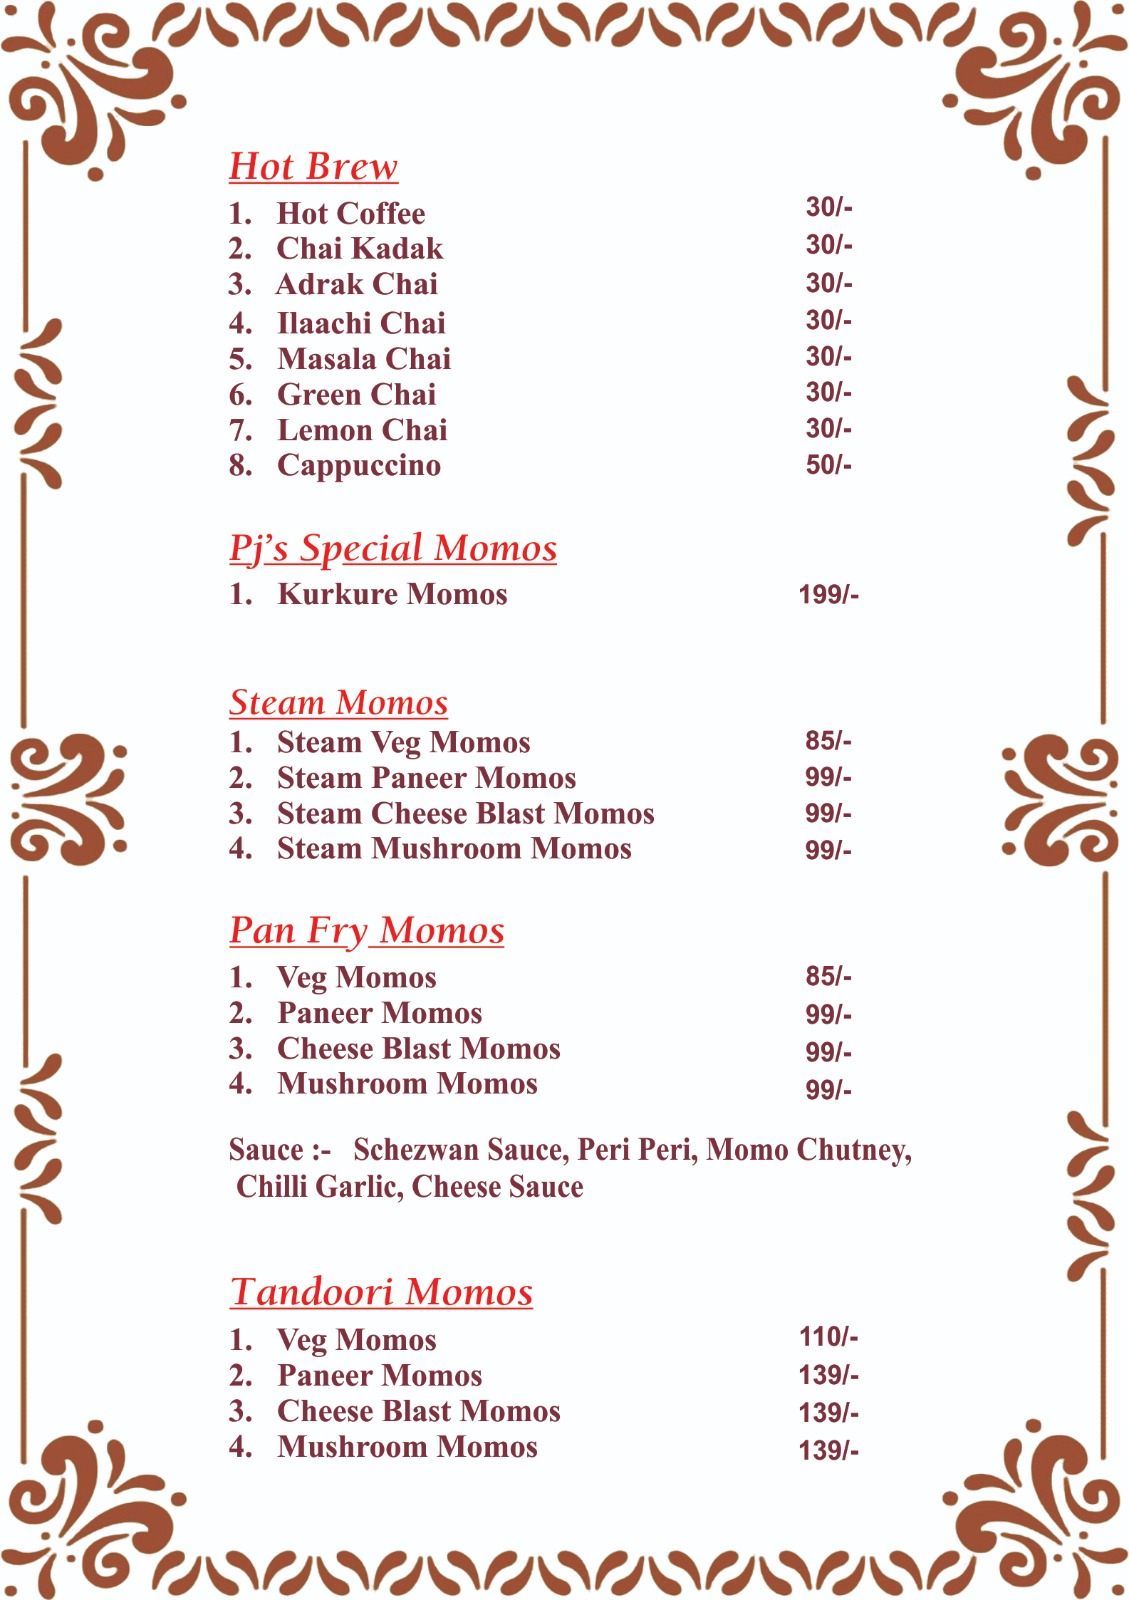 Hot Brew
1. Hot Coffee 30/-
2. Chai Kadak 30/-
3. Adrak Chai 30/-
4. Ilaachi Chai 30/-
5. Masala Chai 30/-
6. Green Chai 30/-
7. Lemon Chai 30/-
8. Cappuccino 50/-
Pj’s Special Momos
1. Kurkure Momos 199/-
Steam Momos
1. Steam Veg Momos 85/-
2. Steam Paneer Momos 99/-
3. Steam Cheese Blast Momos 99/-
4. Steam Mushroom Momos 99/-
Pan Fry Momos
1. Veg Momos 85/-
2. Paneer Momos 99/-
3. Cheese Blast Momos 99/-
4. Mushroom Momos 99/-
Sauce :- Schezwan Sauce, Peri Peri, Momo Chutney,
Chilli Garlic, Cheese Sauce
Tandoori Momos
1. Veg Momos 110/-
2. Paneer Momos 139/-
3. Cheese Blast Momos 139/-
4. Mushroom Momos 139/-